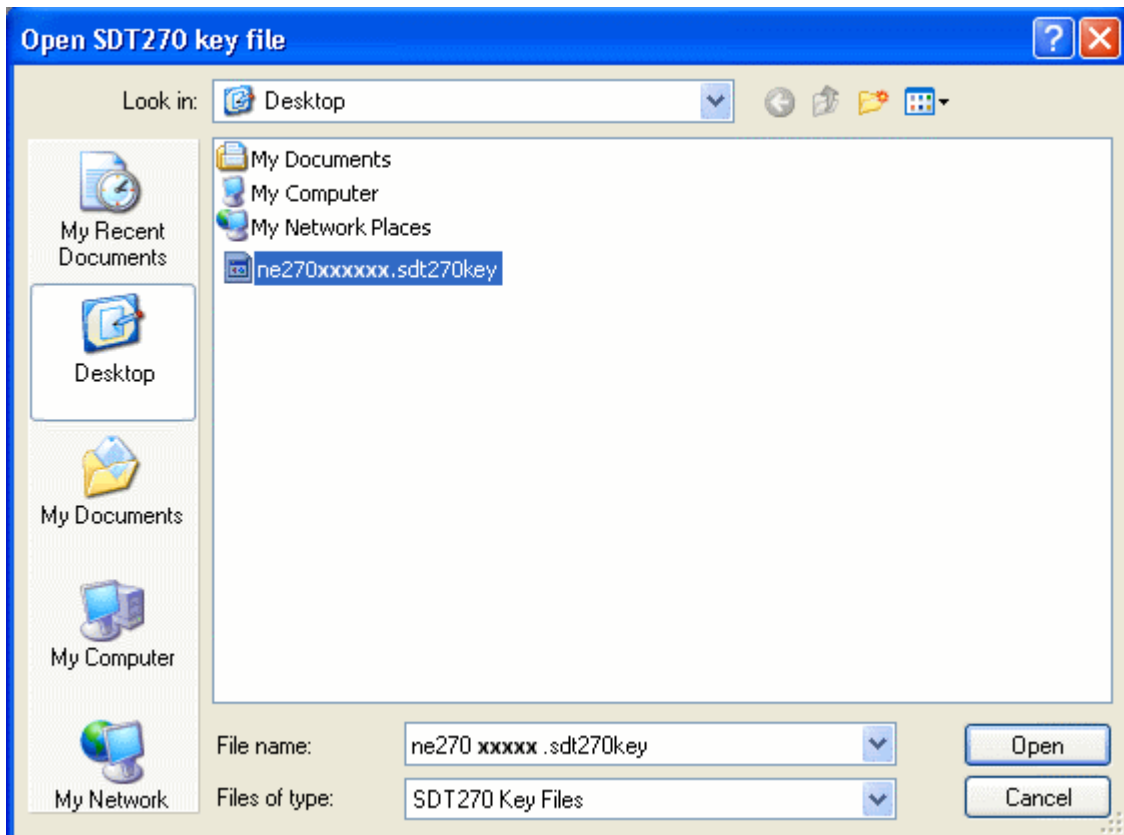 Open SDT270 key file
Look in:
Desktop
My Documents
My Computer
My Network Places
ne270xxxxxx.sdt270key
My Recent
Documents
Desktop
My Documents
My Computer
My Network
File name:
ne270 xxxxx .sdt270key
Open
Files of type:
SDT270 Key Files
Cancel